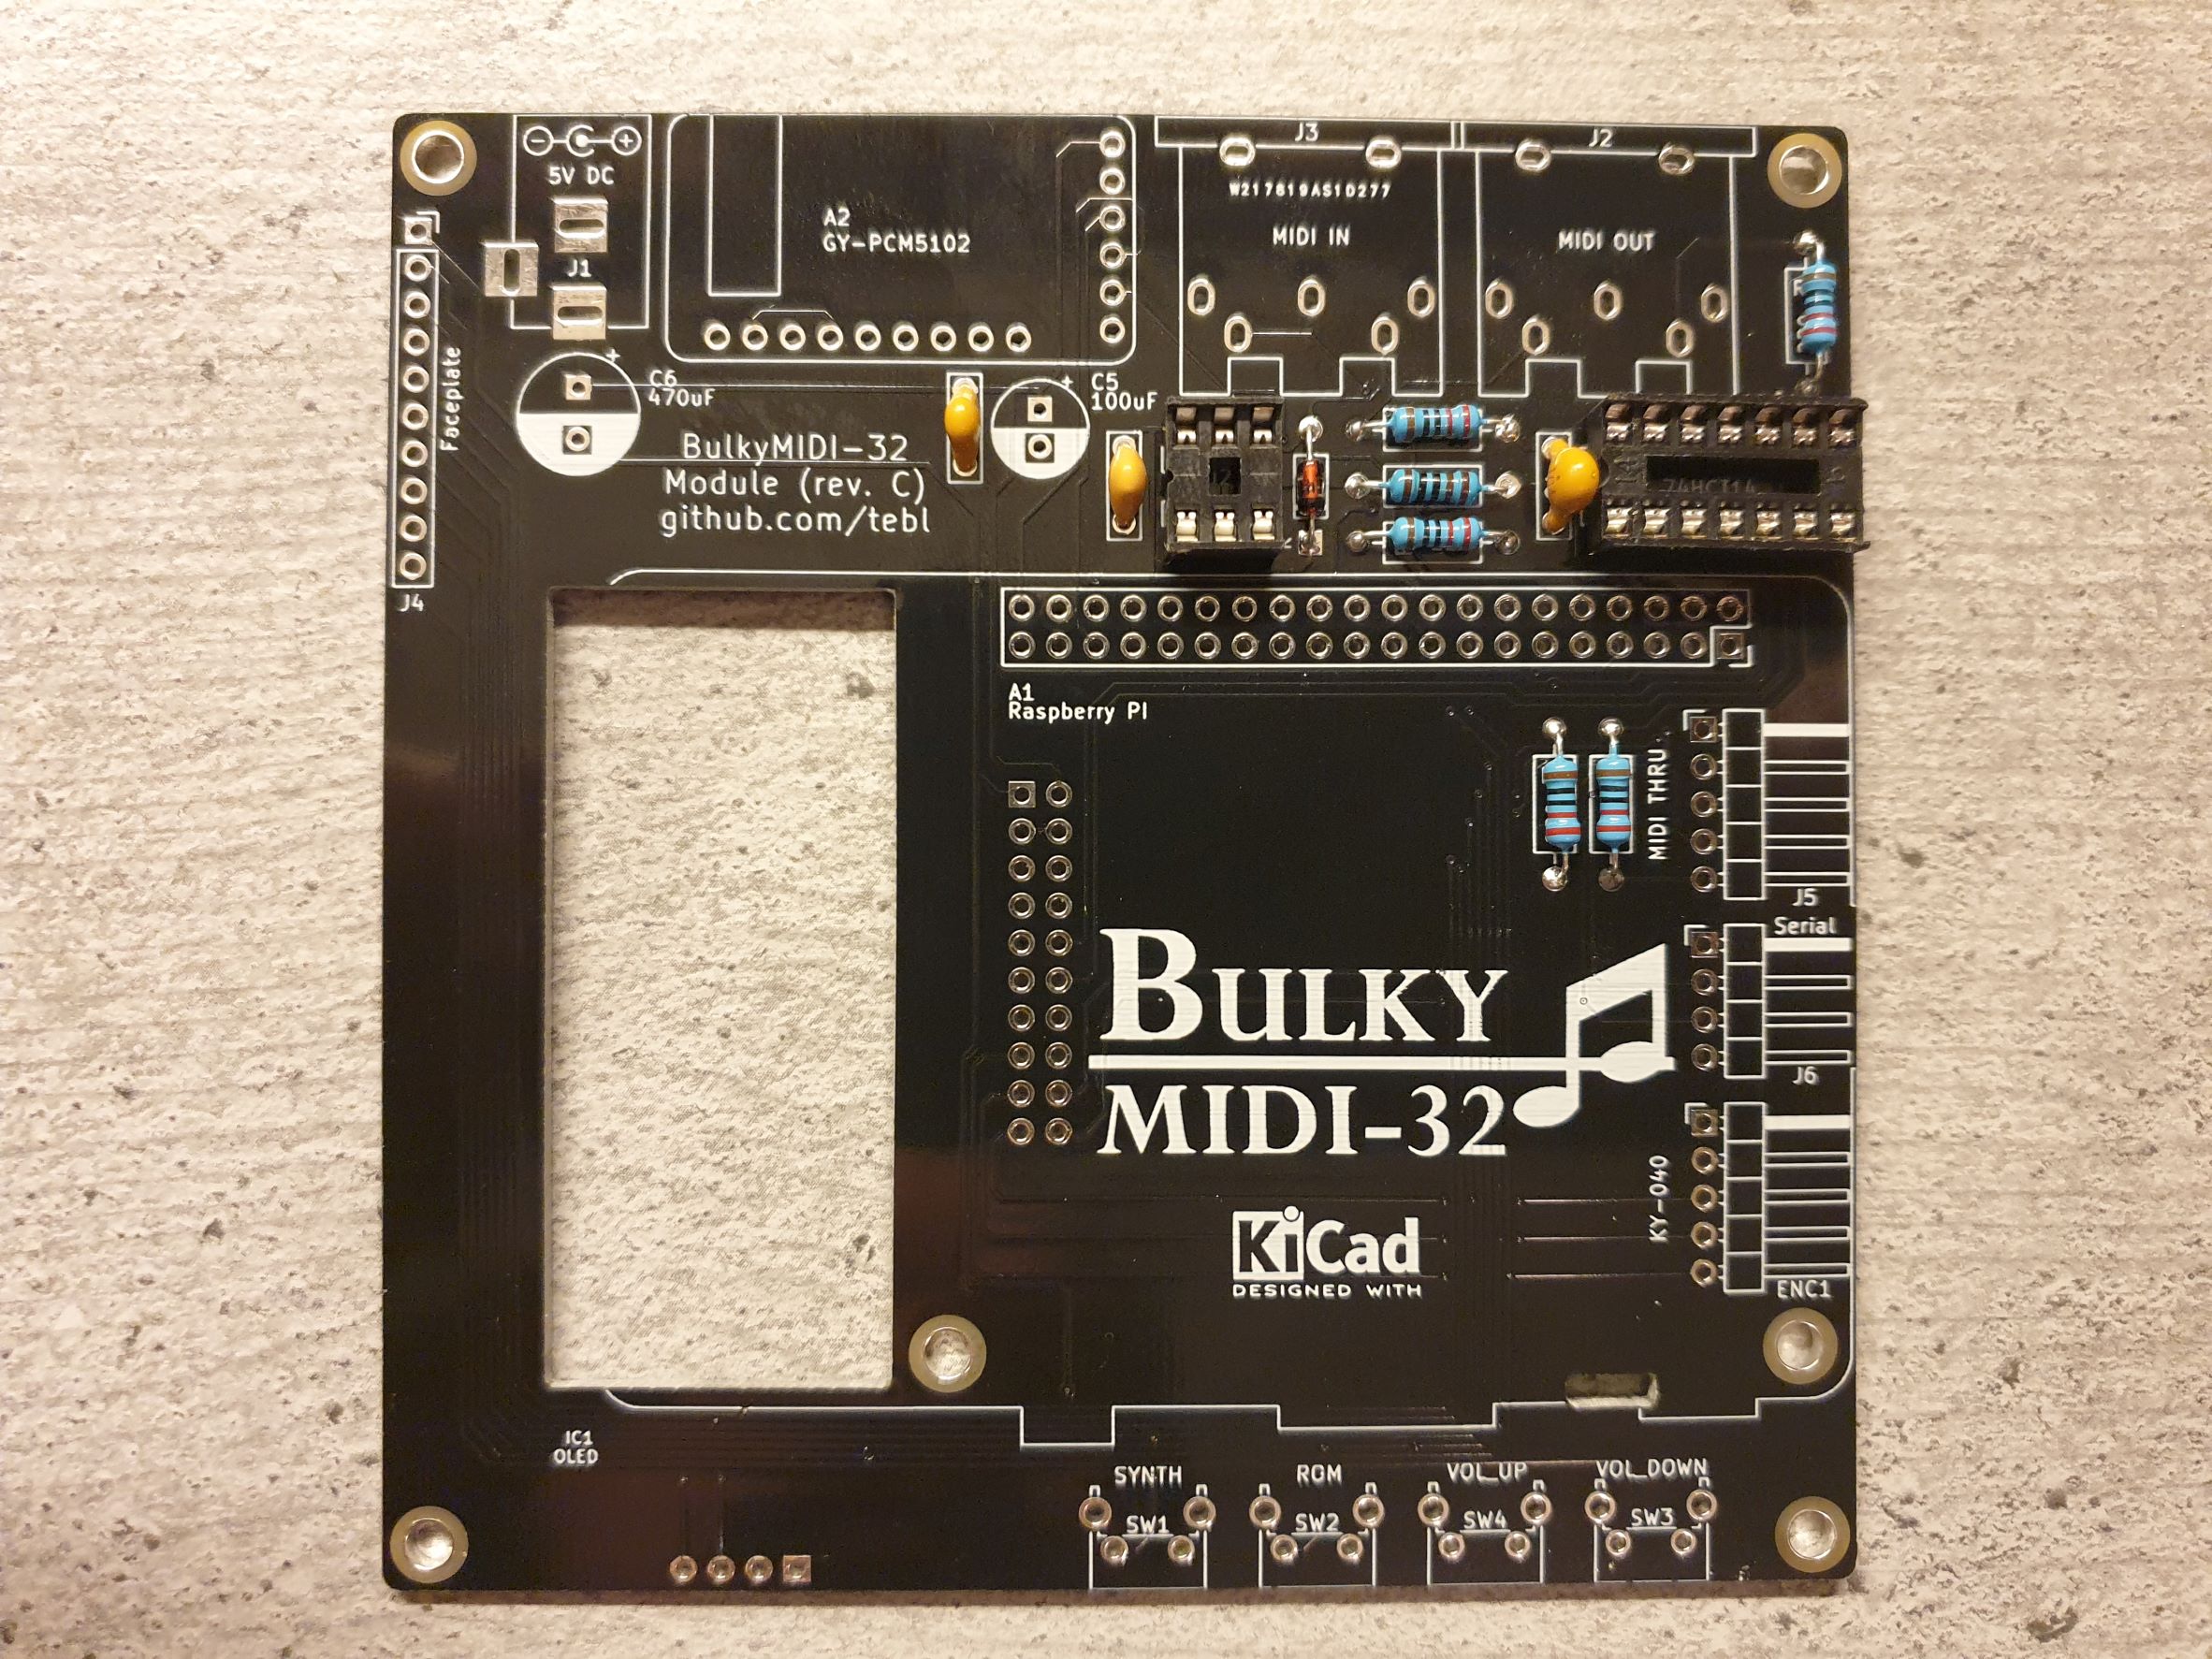 5V DC
J1
A2
GY-PCM5102
J3
W217819AS1D277
MIDI IN
J2
MIDI OUT
Faceplate
J4
C6
470uF
C5
100uF
BulkyMIDI-32
Module (rev. C)
github.com/tebl
74HCT14
A1
Raspberry PI
MIDI THRU
J5
Serial
J6
BULKY
MIDI-32
KY-040
ENC1
KiCad
DESIGNED WITH
IC1
OLED
SYNTH
SW1
ROM
SW2
VOL_UP
SW4
VOL_DOWN
SW3